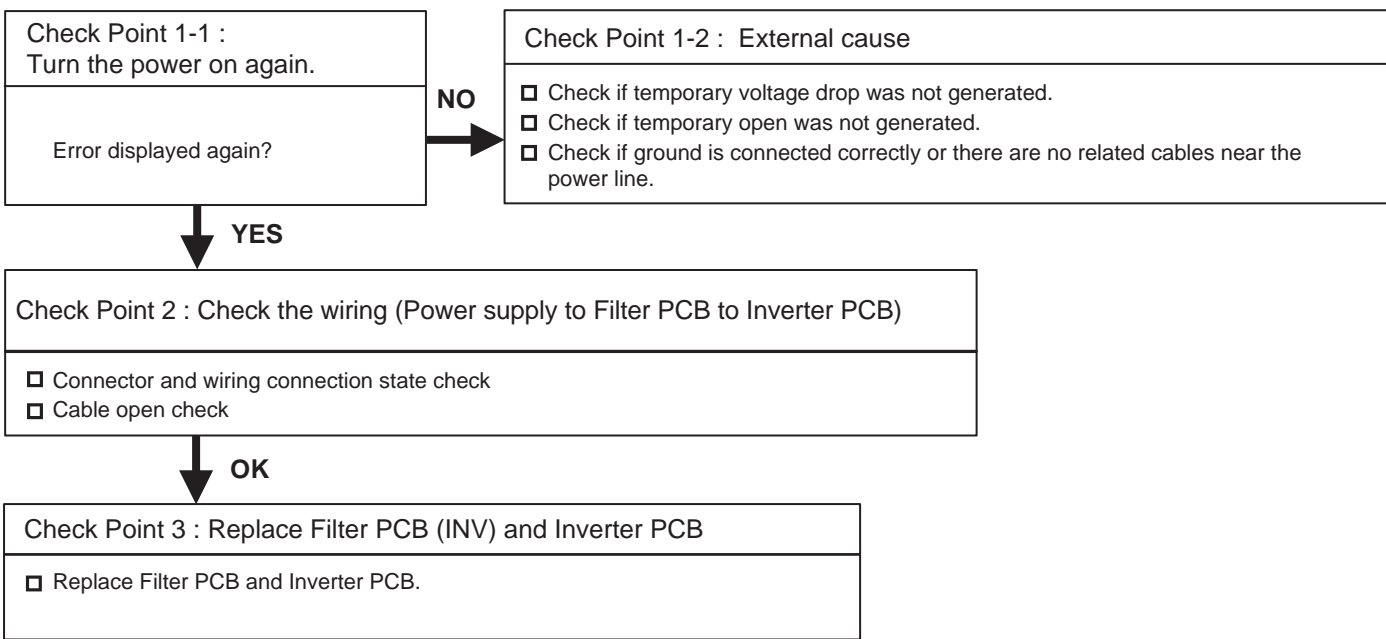 Check Point 1-1 :
Turn the power on again.
Error displayed again?
NO
Check Point 1-2 : External cause
Check if temporary voltage drop was not generated.
Check if temporary open was not generated.
Check if ground is connected correctly or there are no related cables near the
power line.
YES
Check Point 2 : Check the wiring (Power supply to Filter PCB to Inverter PCB)
Connector and wiring connection state check
Cable open check
OK
Check Point 3 : Replace Filter PCB (INV) and Inverter PCB
Replace Filter PCB and Inverter PCB.